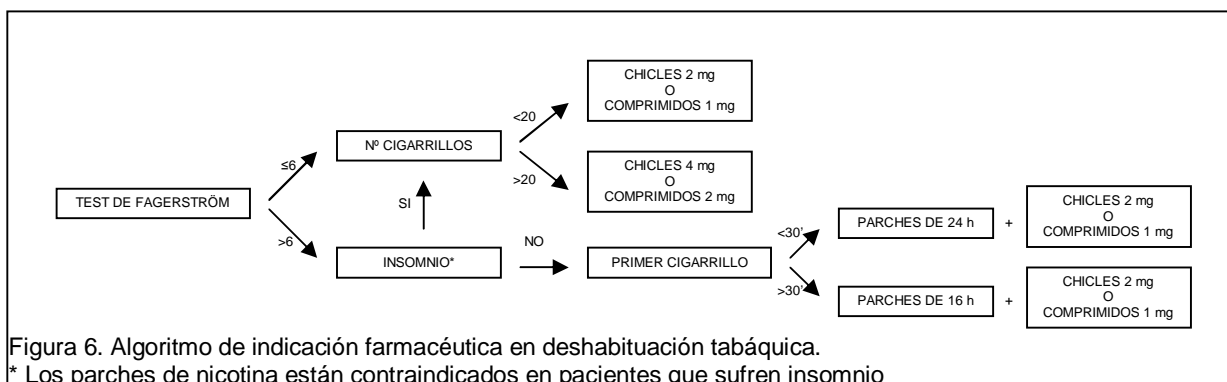 CHICLES 2 mg
O
COMPRIMIDOS 1 mg
<20
Nº CIGARRILLOS
≤6
>20
CHICLES 4 mg
O
COMPRIMIDOS 2 mg
TEST DE FAGERSTRÖM
SI
>6
INSOMNIO*
NO
PRIMER CIGARRILLO
<30'
PARCHES DE 24 h
+
CHICLES 2 mg
O
COMPRIMIDOS 1 mg
>30'
PARCHES DE 16 h
+
CHICLES 2 mg
O
COMPRIMIDOS 1 mg
Figura 6. Algoritmo de indicación farmacéutica en deshabituación tabáquica.
* Los parches de nicotina están contraindicados en pacientes que sufren insomnio